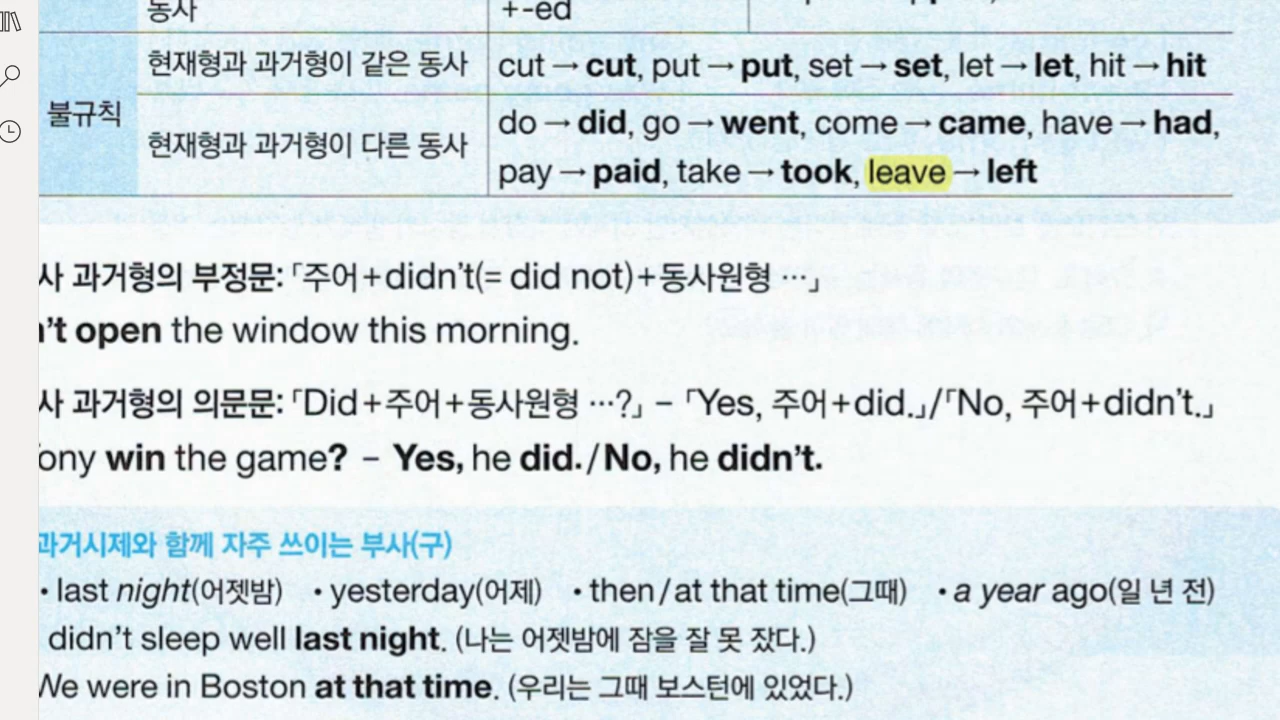 동사
+-ed
현재형과 과거형이 같은 동사
cut → cut, put → put, set → set, let → let, hit → hit
불규칙
현재형과 과거형이 다른 동사
do → did, go → went, come → came, have → had,
pay → paid, take → took, leave → left
사 과거형의 부정문: 「주어+didn't(= did not)+동사원형 …」
n't open the window this morning.
사 과거형의 의문문: 「Did+주어+동사원형 …?」 – 「Yes, 주어+did.」/「No, 주어+didn't.」
ony win the game? – Yes, he did./No, he didn't.
과거시제와 함께 자주 쓰이는 부사(구)
• last night(어젯밤) • yesterday(어제) • then/at that time(그때) • a year ago(일 년 전)
didn't sleep well last night. (나는 어젯밤에 잠을 잘 못 잤다.)
We were in Boston at that time. (우리는 그때 보스턴에 있었다.)